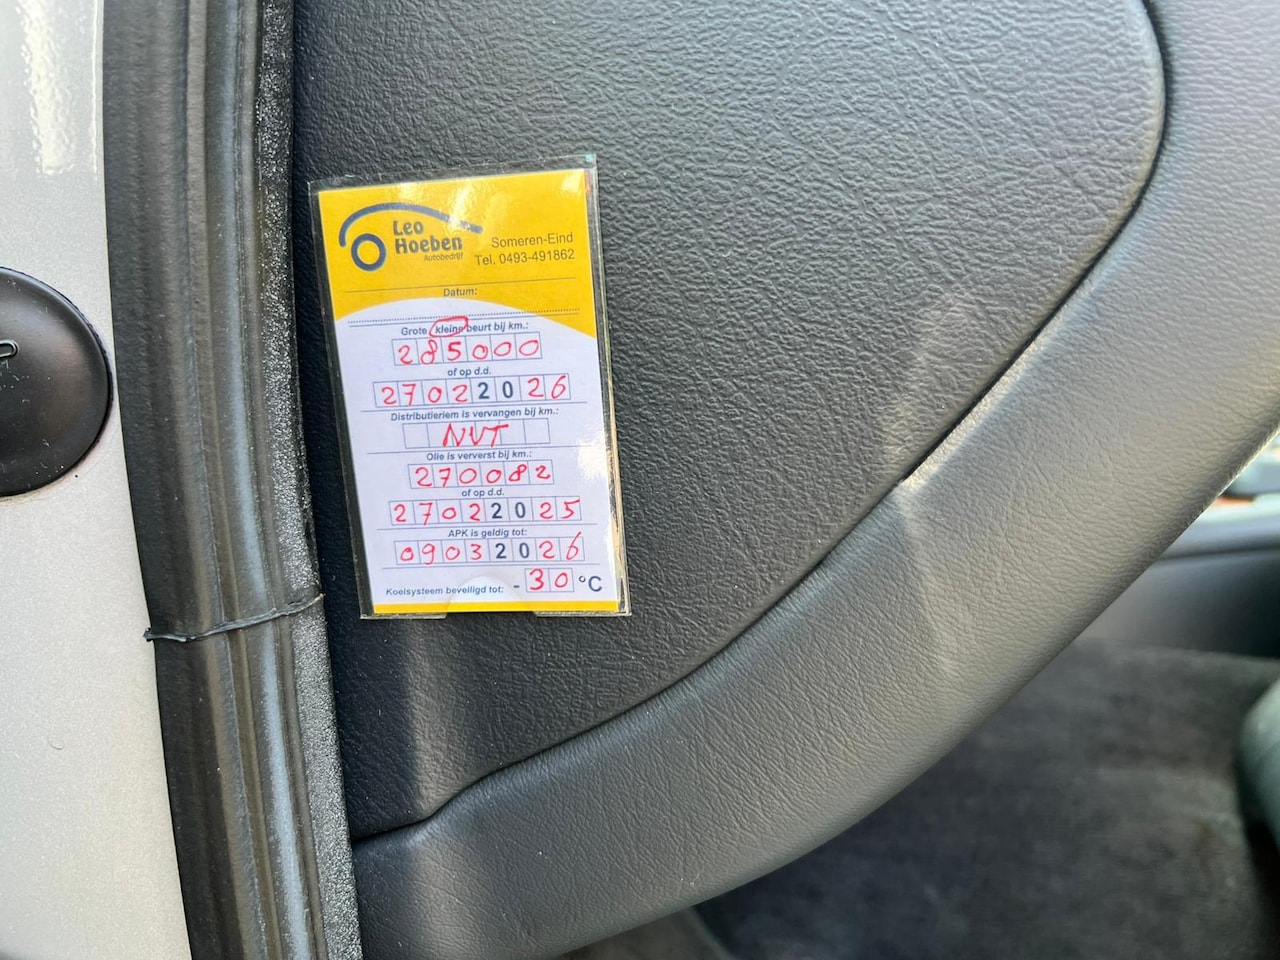 Leo
Hoeben
Autobedrijf
Someren-Eind
Tel. 0493-491862
Datum:
Grote / kleine beurt bij km.:
285000
of op d.d.
27022026
Distributieriem is vervangen bij km.:
NVT
Olie is ververst bij km.:
270082
of op d.d.
27022025
APK is geldig tot:
09032026
Koelsysteem beveiligd tot: -30 °C